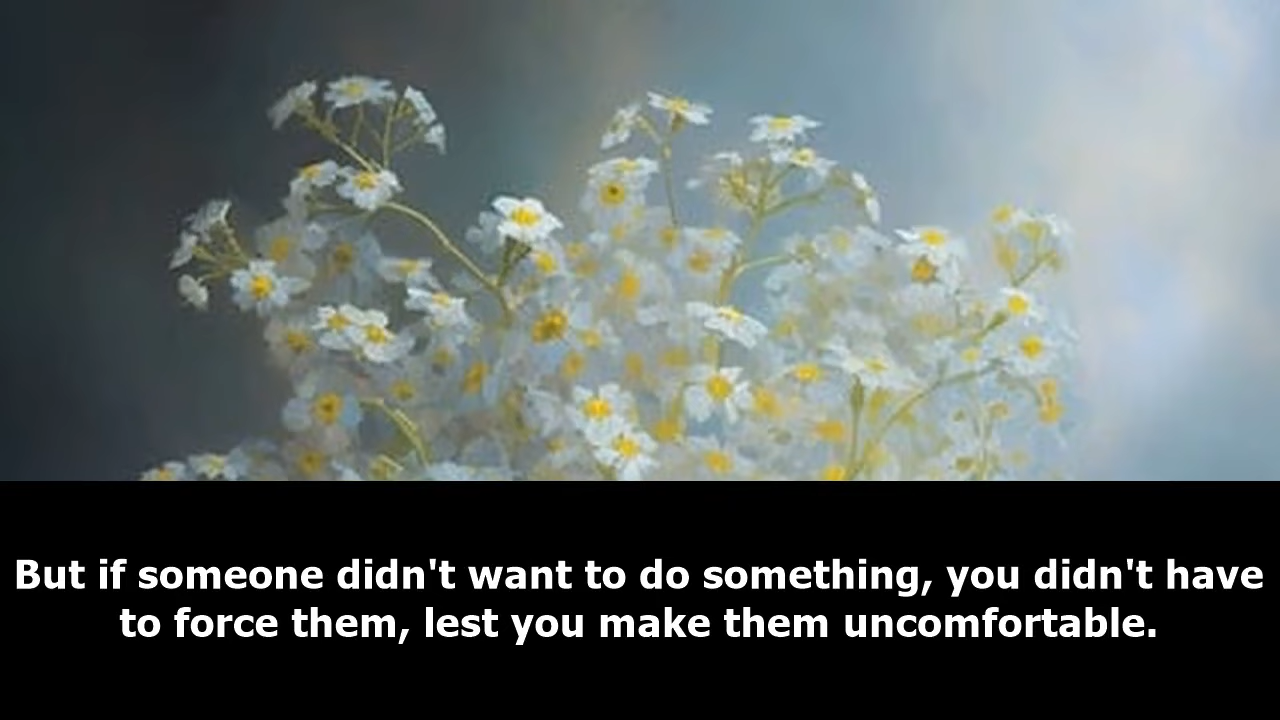 But if someone didn't want to do something, you didn't have
to force them, lest you make them uncomfortable.